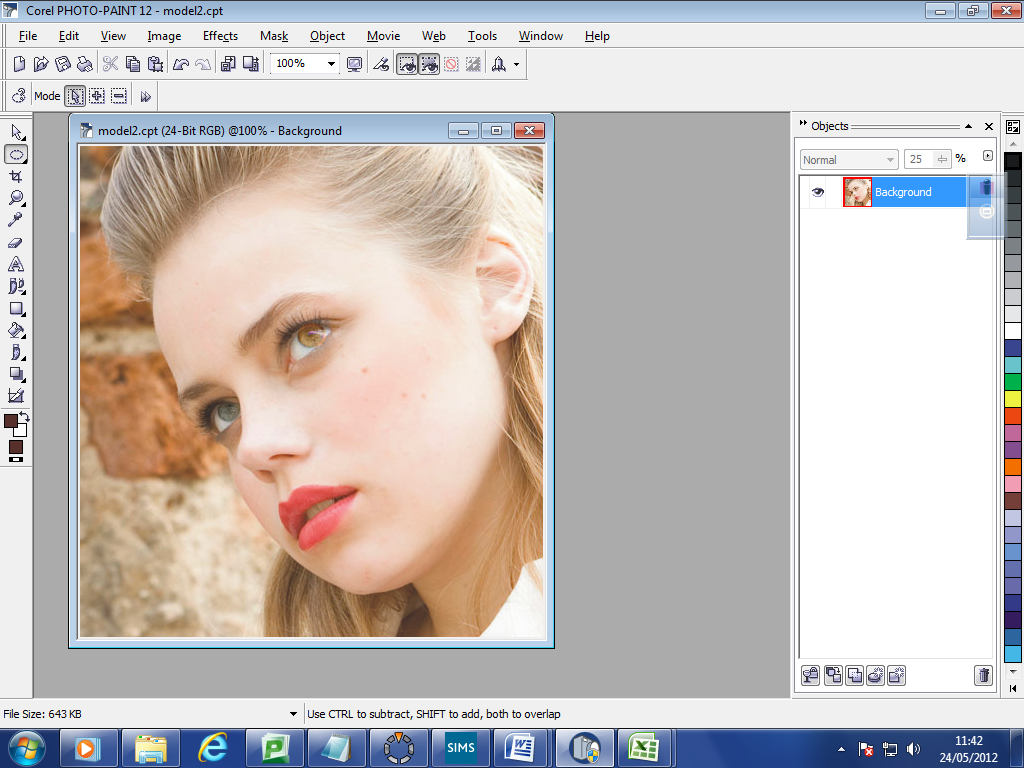 Corel PHOTO-PAINT 12 - model2.cpt
File Edit View Image Effects Mask Object Movie Web Tools Window Help
100%
Mode
model2.cpt (24-Bit RGB) @100% - Background
Objects
Normal 25 %
Background
File Size: 643 KB Use CTRL to subtract, SHIFT to add, both to overlap
SIMS
11:42
24/05/2012